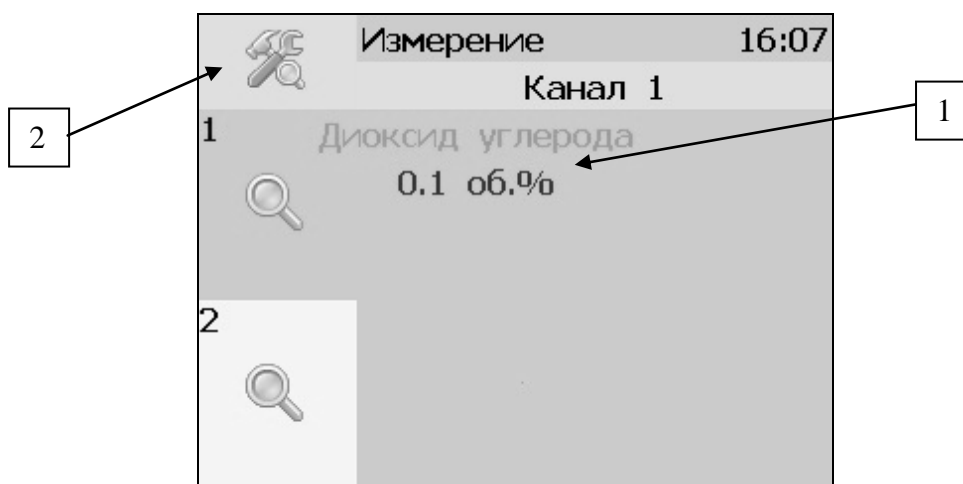 Измерение 16:07
Канал 1
1
2
1
Диоксид углерода
0.1 об.%
2